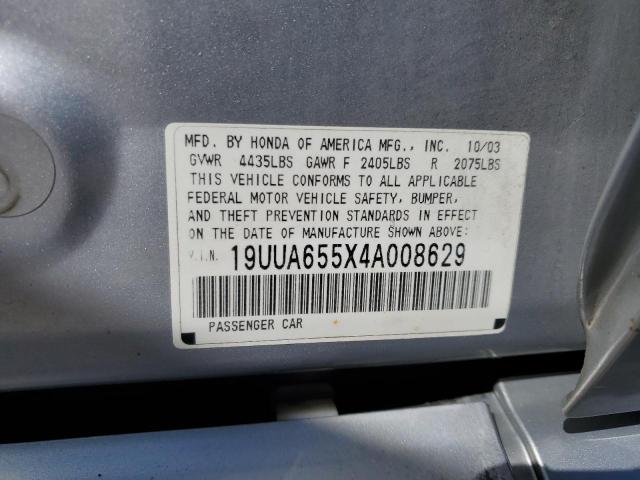 MFD. BY HONDA OF AMERICA MFG., INC. 10/03
GVWR 4435LBS GAWR F 2405LBS R 2075LBS
THIS VEHICLE CONFORMS TO ALL APPLICABLE
FEDERAL MOTOR VEHICLE SAFETY, BUMPER,
AND THEFT PREVENTION STANDARDS IN EFFECT
ON THE DATE OF MANUFACTURE SHOWN ABOVE:
V.I.N. 19UUA655X4A008629
PASSENGER CAR